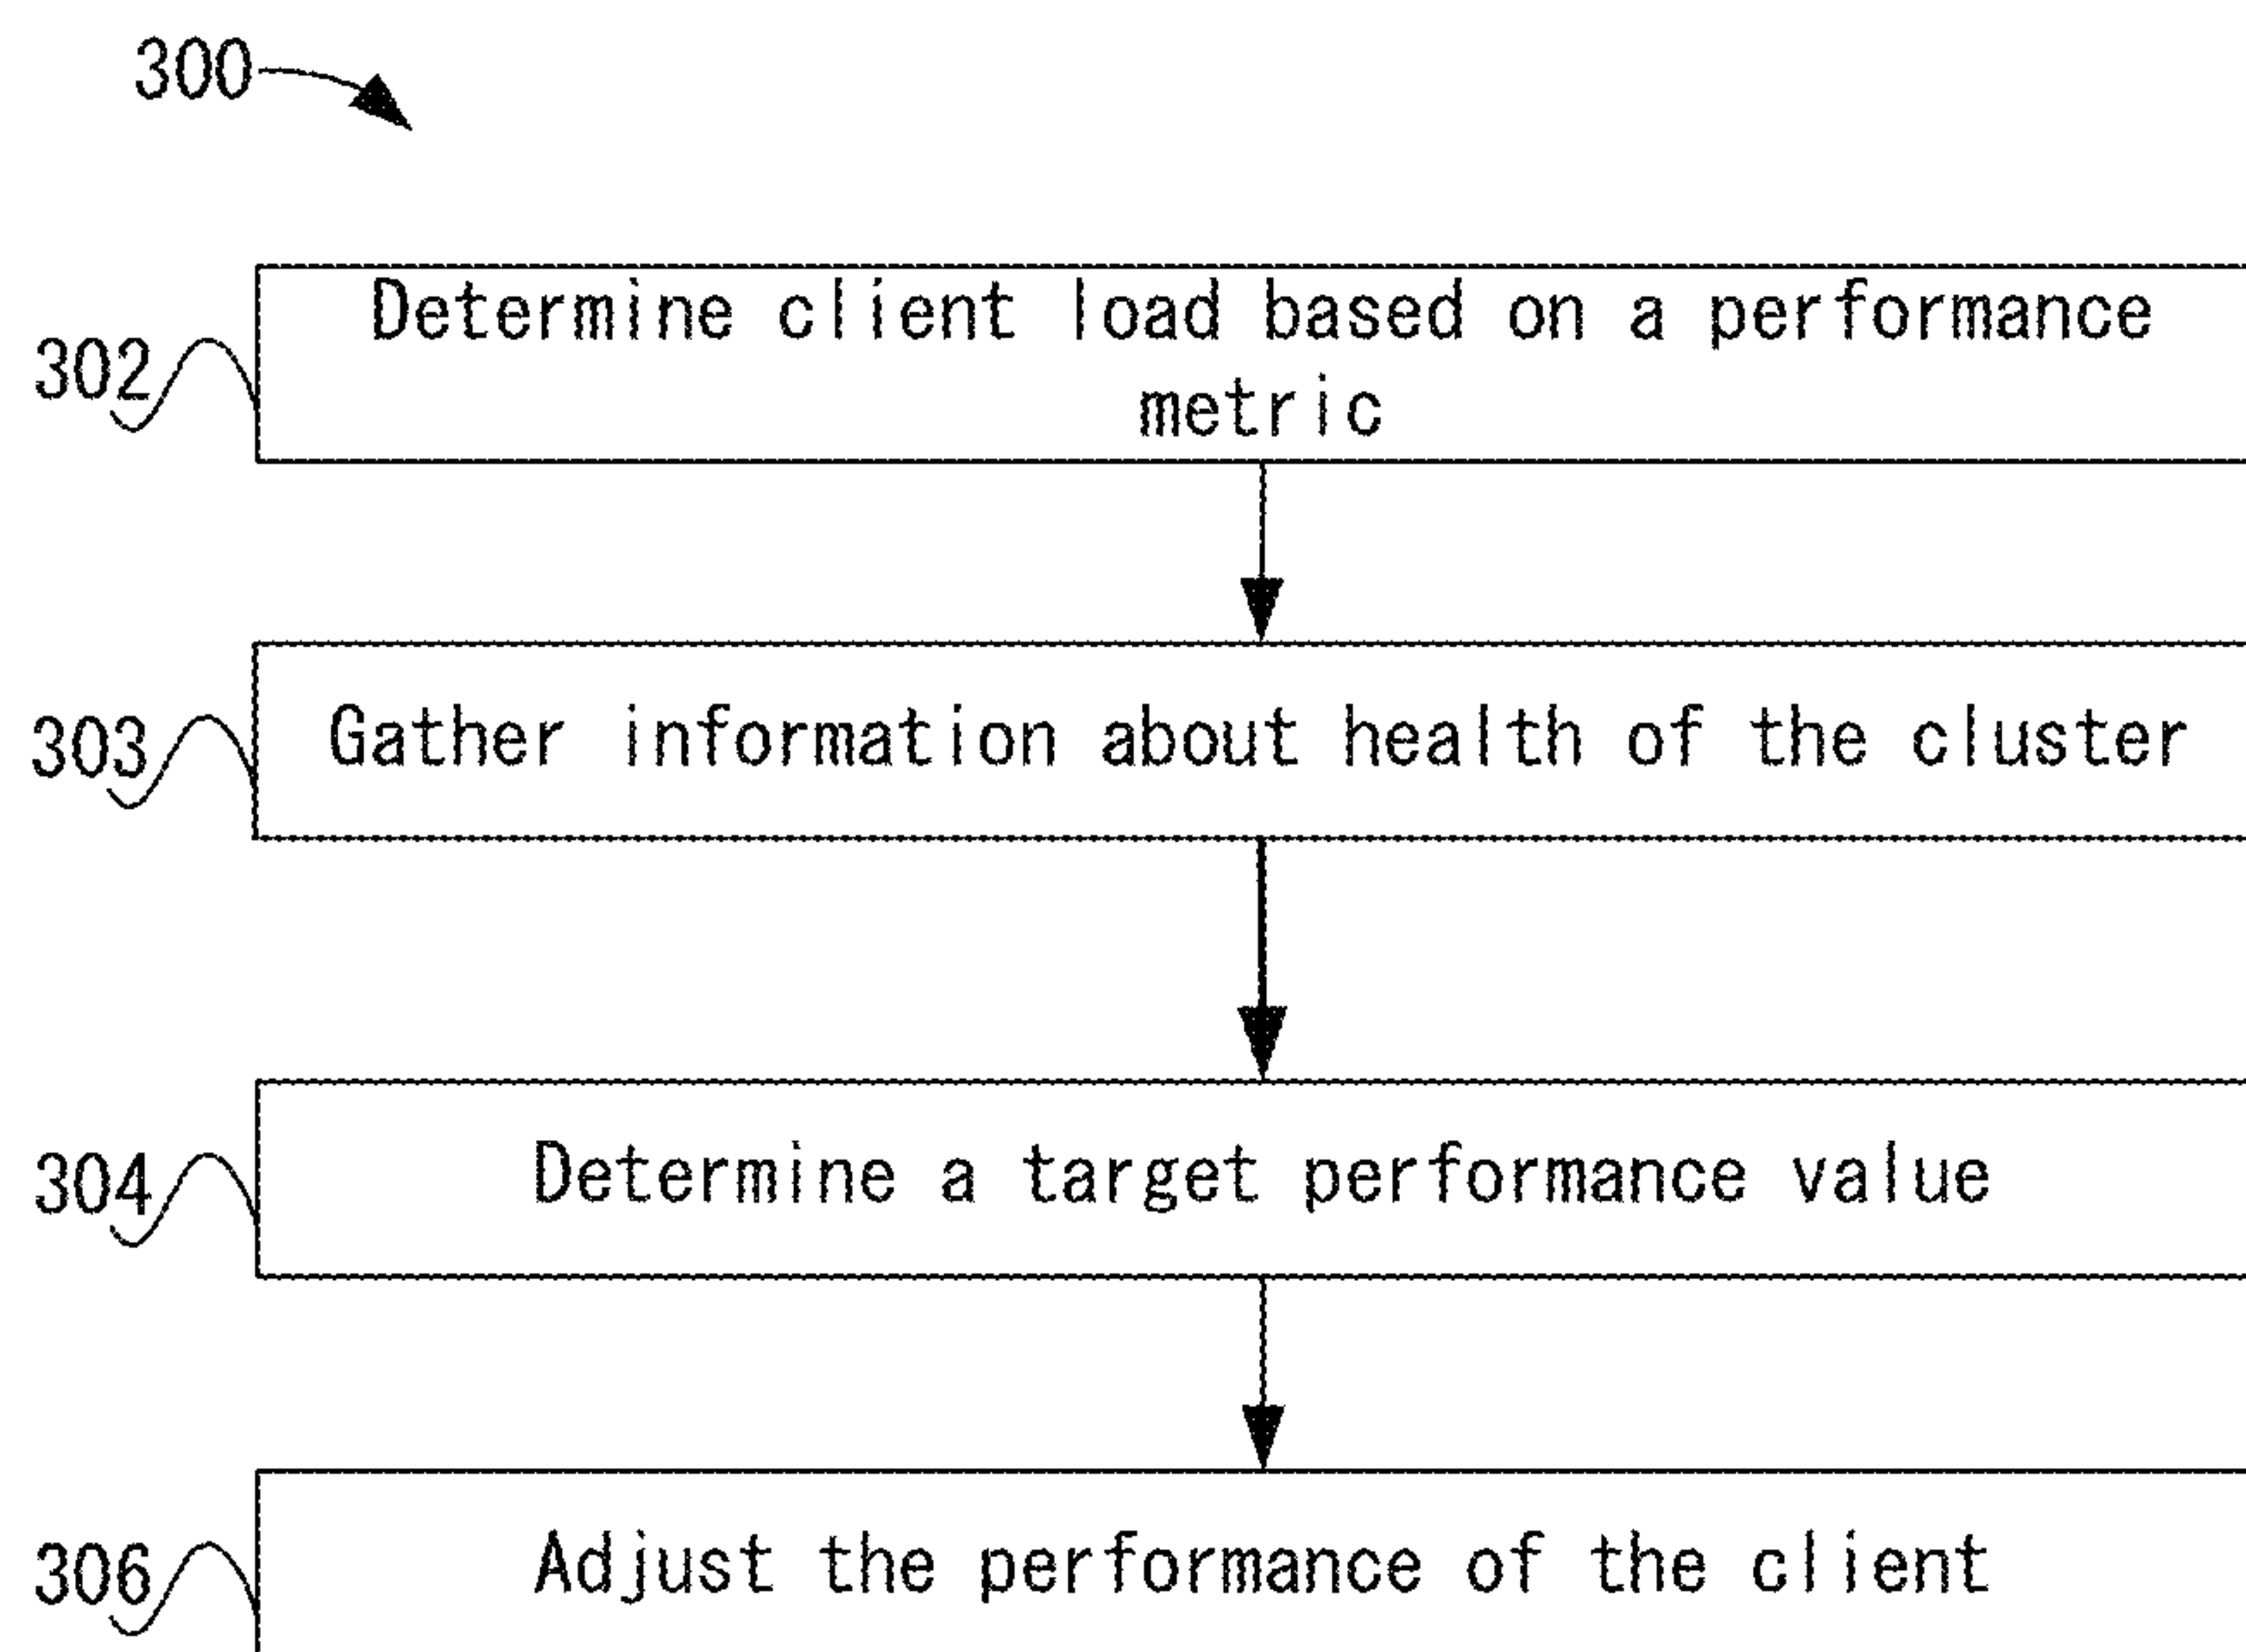 300
302
Determine client load based on a performance
metric
303
Gather information about health of the cluster
304
Determine a target performance value
306
Adjust the performance of the client